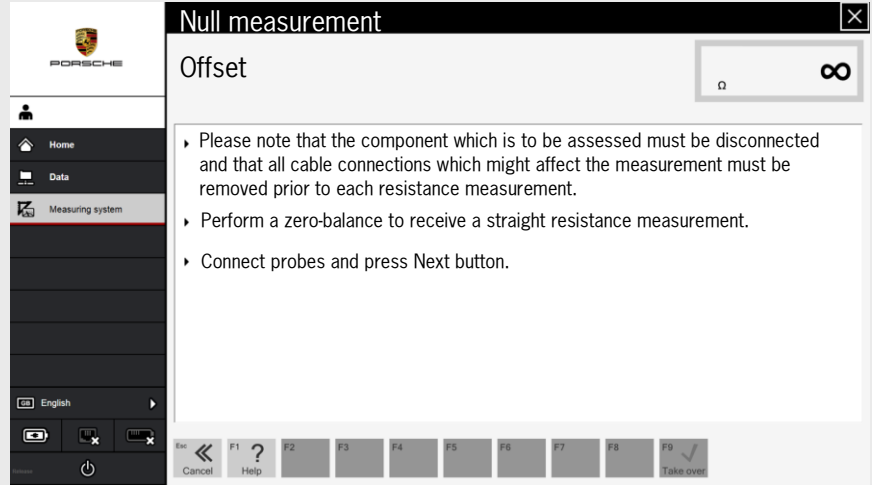 Null measurement
PORSCHE
Offset
Ω
∞
Home
Data
Measuring system
Please note that the component which is to be assessed must be disconnected
and that all cable connections which might affect the measurement must be
removed prior to each resistance measurement.
Perform a zero-balance to receive a straight resistance measurement.
Connect probes and press Next button.
GB English
Esc Cancel
F1 ? Help
F2
F3
F4
F5
F6
F7
F8
F9 Take over